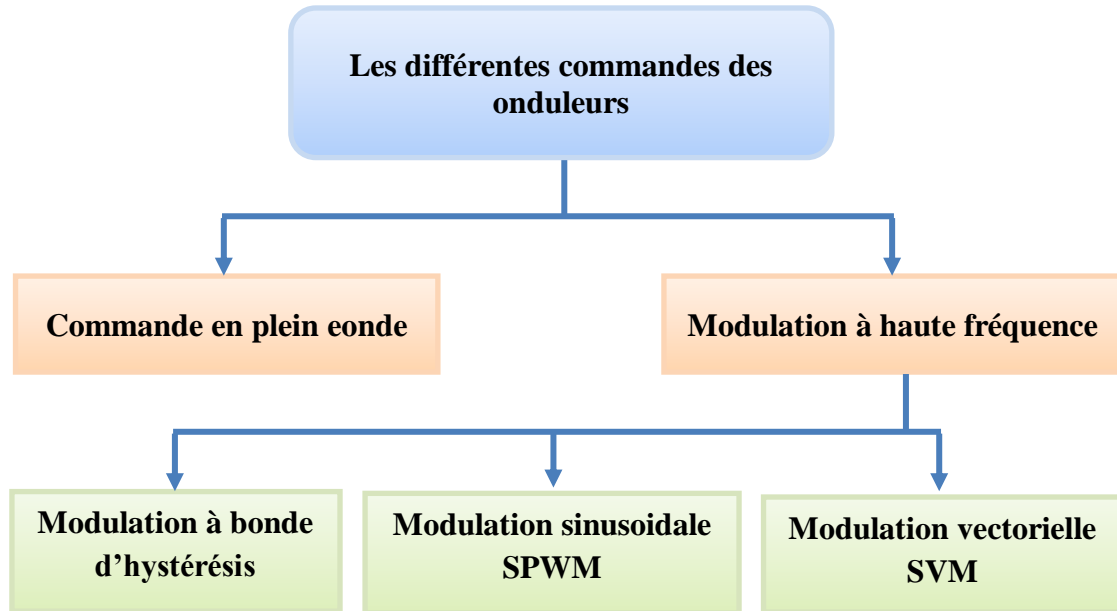 Les différentes commandes des
onduleurs
Commande en plein eonde
Modulation à haute fréquence
Modulation à bonde
d’hystérésis
Modulation sinusoidale
SPWM
Modulation vectorielle
SVM